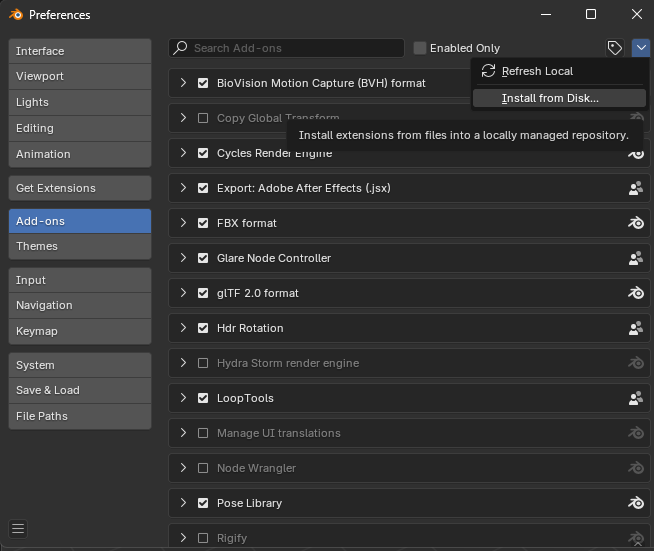 Preferences
Interface
Viewport
Lights
Editing
Animation
Get Extensions
Add-ons
Themes
Input
Navigation
Keymap
System
Save & Load
File Paths
Search Add-ons
Enabled Only
Refresh Local
Install from Disk...
Install extensions from files into a locally managed repository.
BioVision Motion Capture (BVH) format
Copy Global Transform
Cycles Render Engine
Export: Adobe After Effects (.jsx)
FBX format
Glare Node Controller
glTF 2.0 format
Hdr Rotation
Hydra Storm render engine
LoopTools
Manage UI translations
Node Wrangler
Pose Library
Rigify